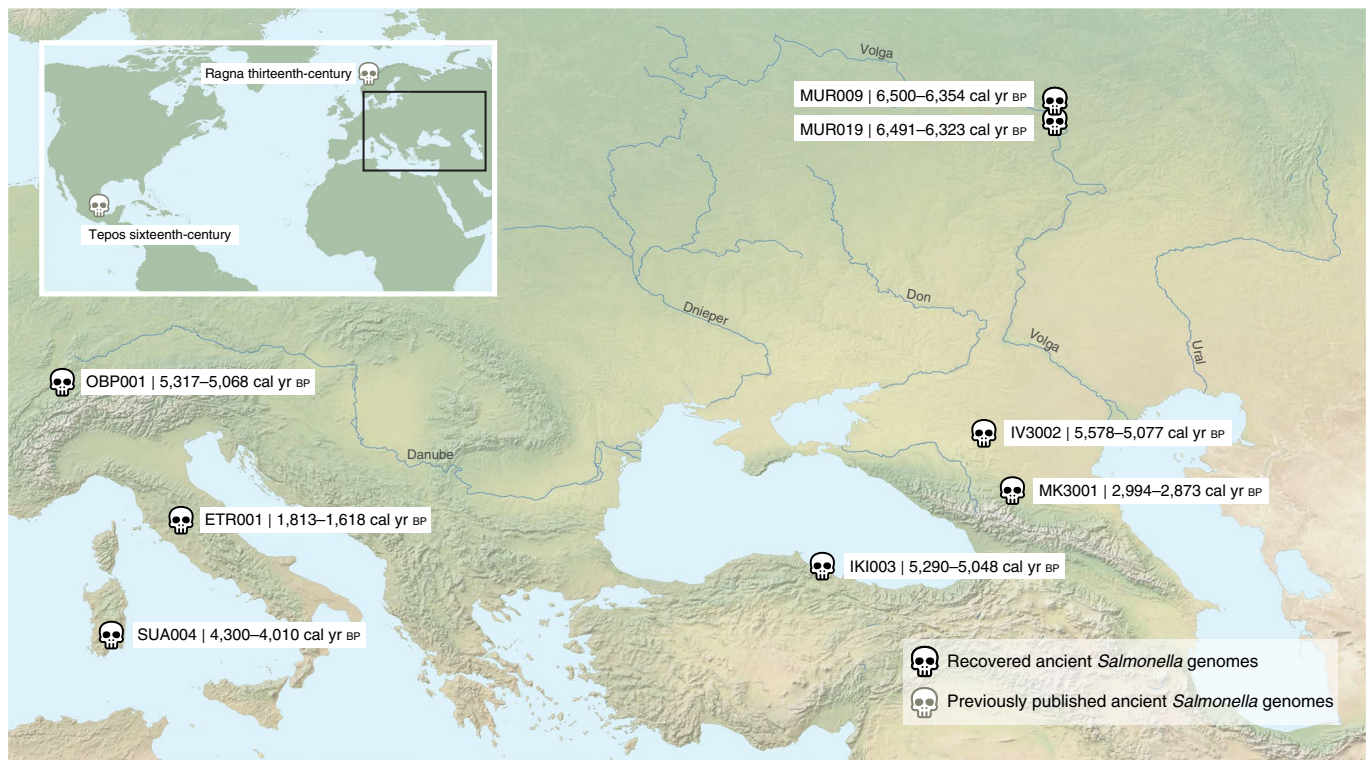 Ragna thirteenth-century
Tepos sixteenth-century
Volga
MUR009 | 6,500–6,354 cal yr BP
MUR019 | 6,491–6,323 cal yr BP
Dnieper
Don
Volga
Ural
OBP001 | 5,317–5,068 cal yr BP
IV3002 | 5,578–5,077 cal yr BP
Danube
MK3001 | 2,994–2,873 cal yr BP
ETR001 | 1,813–1,618 cal yr BP
IKI003 | 5,290–5,048 cal yr BP
SUA004 | 4,300–4,010 cal yr BP
Recovered ancient Salmonella genomes
Previously published ancient Salmonella genomes